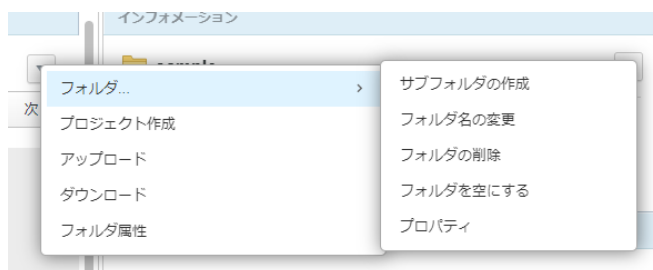 インフォメーション
sample
次
フォルダ...
プロジェクト作成
アップロード
ダウンロード
フォルダ属性
サブフォルダの作成
フォルダ名の変更
フォルダの削除
フォルダを空にする
プロパティ